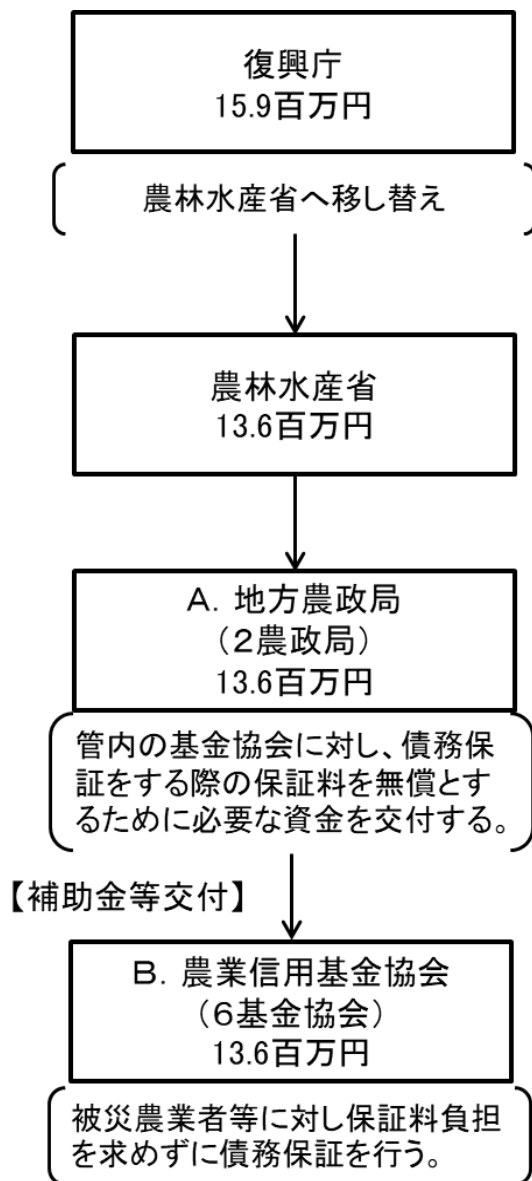 復興庁
15.9百万円
農林水産省へ移し替え
農林水産省
13.6百万円
A．地方農政局
（２農政局）
13.6百万円
管内の基金協会に対し、債務保
証をする際の保証料を無償とす
るために必要な資金を交付する。
【補助金等交付】
B．農業信用基金協会
（６基金協会）
13.6百万円
被災農業者等に対し保証料負担
を求めずに債務保証を行う。